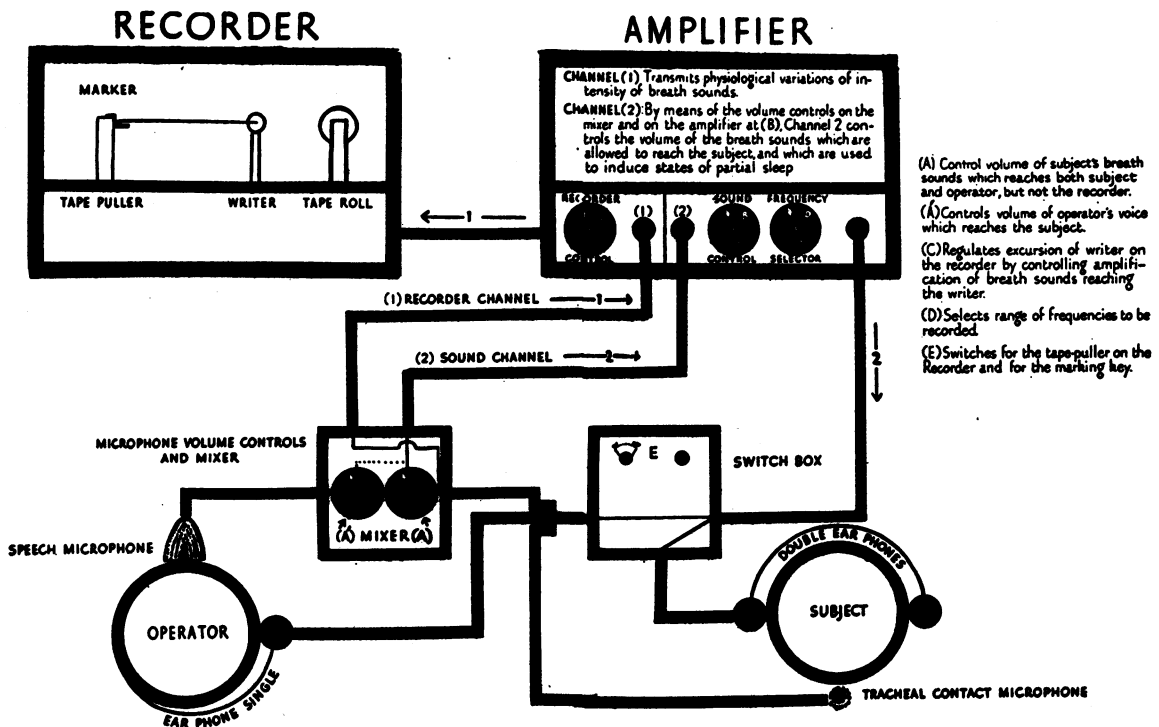 RECORDER
AMPLIFIER
MARKER
TAPE PULLER
WRITER
TAPE ROLL
CHANNEL (1) Transmits physiological variations of in-
tensity of breath sounds.
CHANNEL (2): By means of the volume controls on the
mixer and on the amplifier at (B), Channel 2 con-
trols the volume of the breath sounds which are
allowed to reach the subject, and which are used
to induce states of partial sleep
RECORDER
(1)
(2)
SOUND
FREQUENCY
CONTROL
CONTROL
SELECTOR
1
(A) Control volume of subject's breath
sounds which reaches both subject
and operator, but not the recorder.
(Á) Controls volume of operator's voice
which reaches the subject.
(C) Regulates excursion of writer on
the recorder by controlling amplifi-
cation of breath sounds reaching
the writer.
(D) Selects range of frequencies to be
recorded
(E) Switches for the tape-puller on the
Recorder and for the marking key.
(1) RECORDER CHANNEL 1
(2) SOUND CHANNEL 2
2
MICROPHONE VOLUME CONTROLS
AND MIXER
(Á) MIXER (A)
E
SWITCH BOX
SPEECH MICROPHONE
OPERATOR
EAR PHONE SINGLE
DOUBLE EAR PHONES
SUBJECT
TRACHEAL CONTACT MICROPHONE